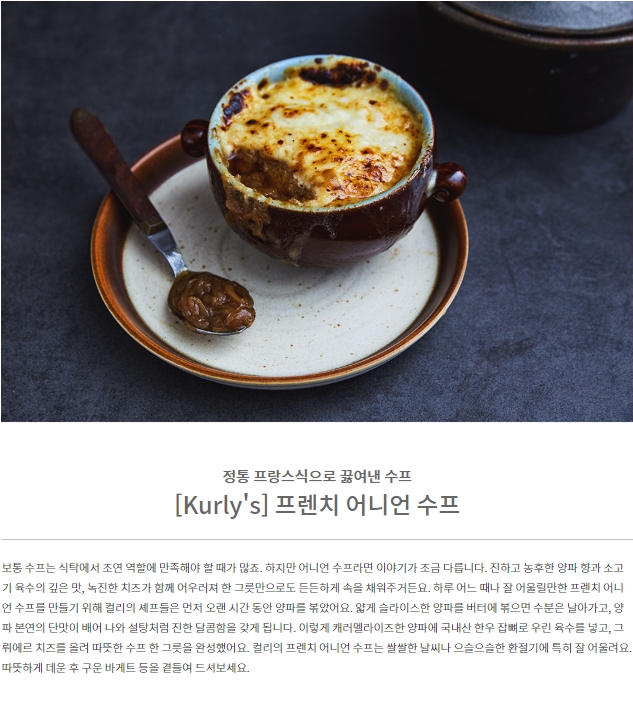 정통 프랑스식으로 끓여낸 수프
[Kurly's] 프렌치 어니언 수프
보통 수프는 식탁에서 조연 역할에 만족해야 할 때가 많죠. 하지만 어니언 수프라면 이야기가 조금 다릅니다. 진하고 농후한 양파 향과 소고
기 육수의 깊은 맛, 녹진한 치즈가 함께 어우러져 한 그릇만으로도 든든하게 속을 채워주거든요. 하루 어느 때나 잘 어울릴만한 프렌치 어니
언 수프를 만들기 위해 컬리의 셰프들은 먼저 오랜 시간 동안 양파를 볶았어요. 얇게 슬라이스한 양파를 버터에 볶으면 수분은 날아가고, 양
파 본연의 단맛이 배어 나와 설탕처럼 진한 달콤함을 갖게 됩니다. 이렇게 캐러멜라이즈한 양파에 국내산 한우 잡뼈로 우린 육수를 넣고, 그
뤼에르 치즈를 올려 따뜻한 수프 한 그릇을 완성했어요. 컬리의 프렌치 어니언 수프는 쌀쌀한 날씨나 으슬으슬한 환절기에 특히 잘 어울려요.
따뜻하게 데운 후 구운 바게트 등을 곁들여 드셔보세요.